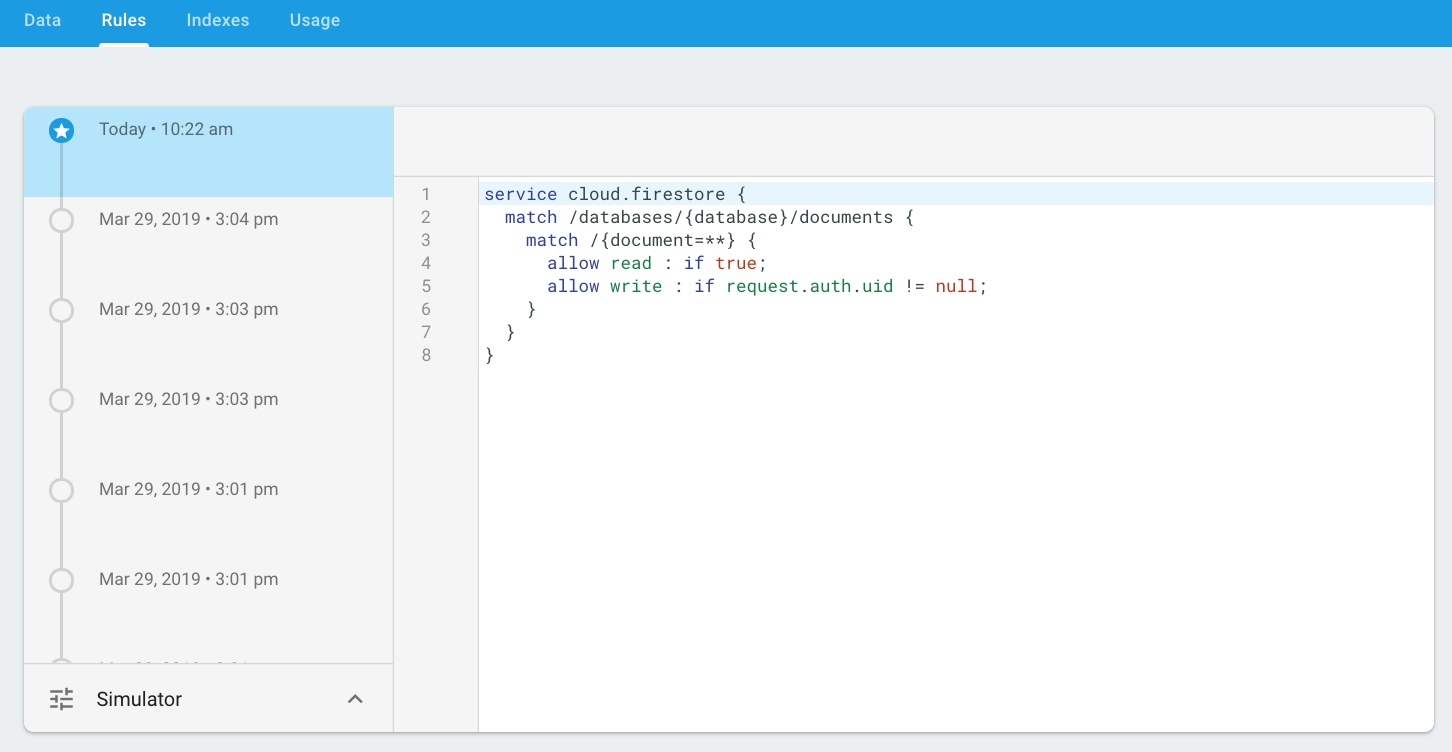 Data Rules Indexes Usage
Today • 10:22 am
Mar 29, 2019 • 3:04 pm
Mar 29, 2019 • 3:03 pm
Mar 29, 2019 • 3:03 pm
Mar 29, 2019 • 3:01 pm
Mar 29, 2019 • 3:01 pm
Simulator
1 service cloud.firestore {
2   match /databases/{database}/documents {
3     match /{document=**} {
4       allow read : if true;
5       allow write : if request.auth.uid != null;
6     }
7   }
8 }